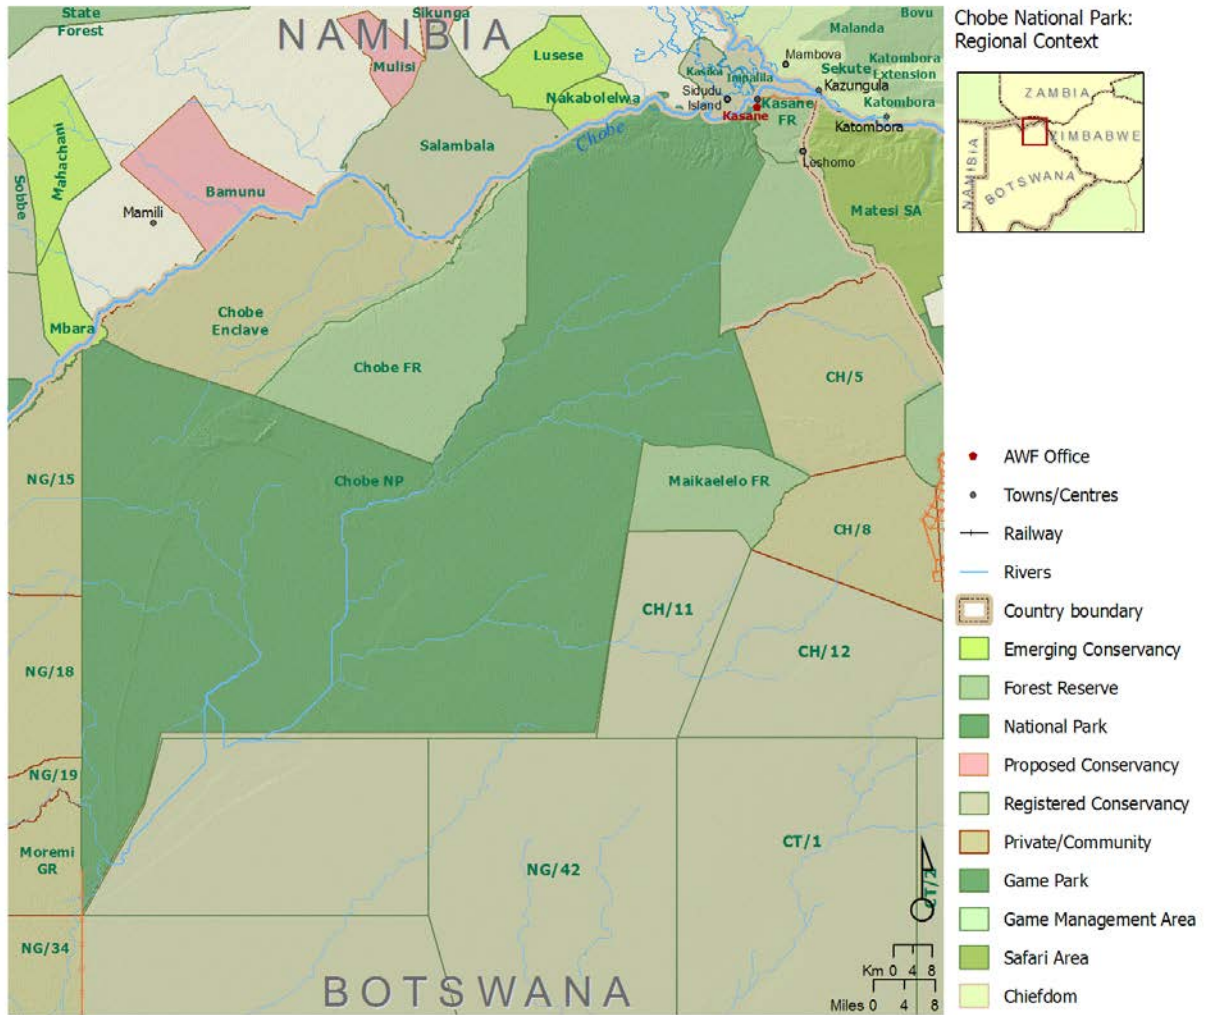 Chobe National Park:
Regional Context
ZAMBIA
ZIMBABWE
NAMIBIA
BOTSWANA
State
Forest
NAMIBIA
Sikunga
Mulisi
Lusese
Nakabolelwa
Bovu
Malanda
Mambova
Katombora
Extension
Sekute
Kasika
Impalila
Sidudu
Island
Kazungula
Kasane
Kasane
FR
Katombora
Katombora
Chobe
Mahachani
Sobbe
Salambala
Leshomo
Bamunu
Mamili
Matesi SA
Mbara
Chobe
Enclave
Chobe FR
CH/5
NG/15
Chobe NP
Maikaelelo FR
CH/8
CH/11
CH/12
NG/18
NG/19
Moremi
GR
NG/42
CT/1
CT/2
NG/34
BOTSWANA
Km 0 4 8
Miles 0 4 8
AWF Office
Towns/Centres
Railway
Rivers
Country boundary
Emerging Conservancy
Forest Reserve
National Park
Proposed Conservancy
Registered Conservancy
Private/Community
Game Park
Game Management Area
Safari Area
Chiefdom